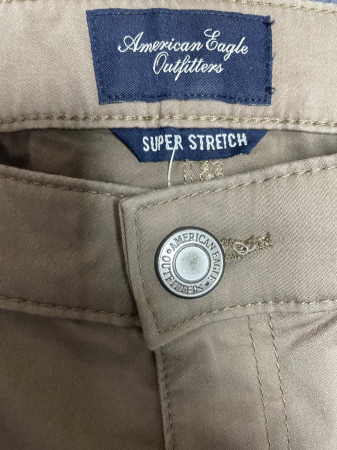 American Eagle
Outfitters
SUPER STRETCH
AMERICAN EAGLE
OUTFITTERS